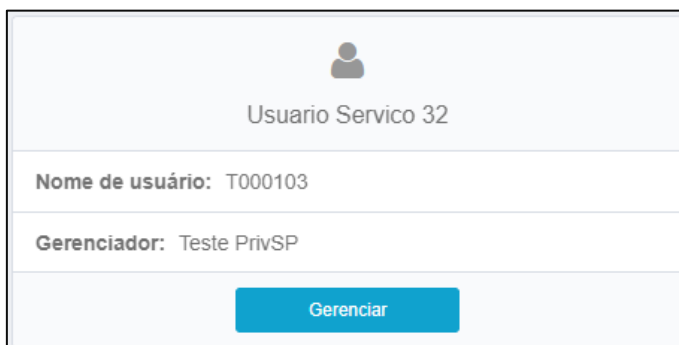 Usuario Servico 32
Nome de usuário: T000103
Gerenciador: Teste PrivSP
Gerenciar